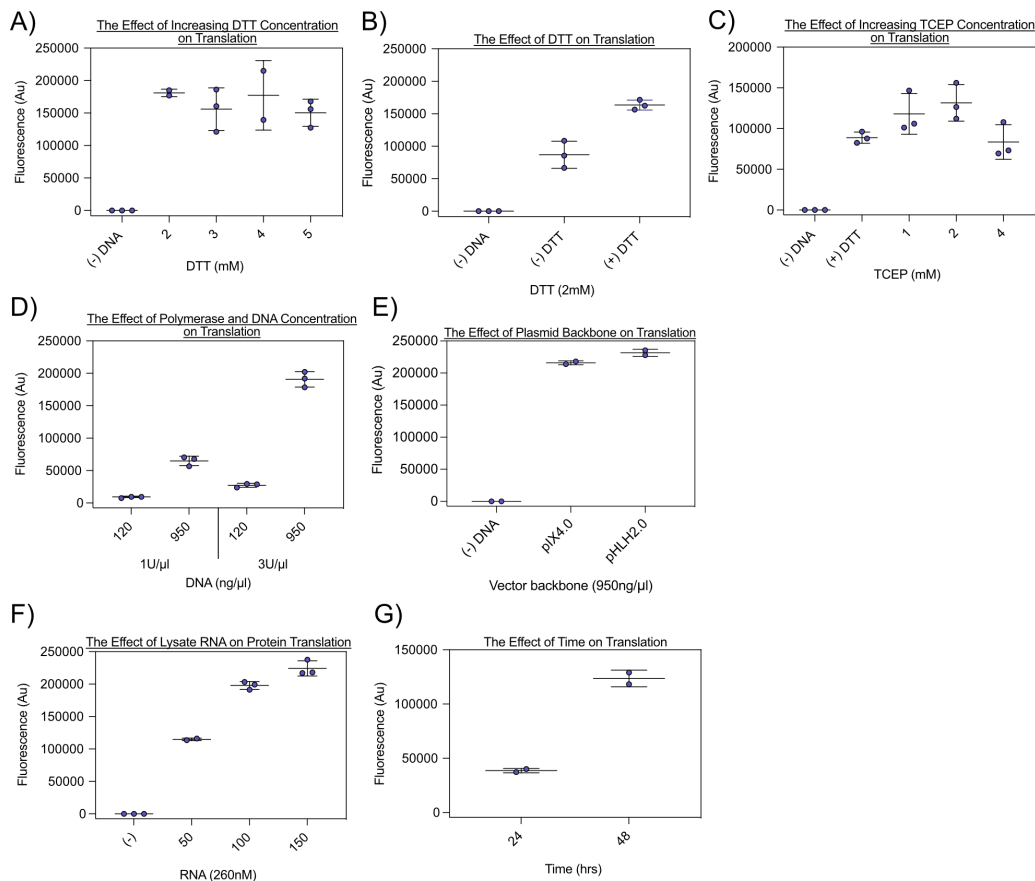 A)
The Effect of Increasing DTT Concentration
on Translation
Fluorescence (Au)
250000
200000
150000
100000
50000
0
(-) DNA
2
3
4
5
DTT (mM)
B)
The Effect of DTT on Translation
Fluorescence (Au)
250000
200000
150000
100000
50000
0
(-) DNA
(-) DTT
(+) DTT
DTT (2mM)
C)
The Effect of Increasing TCEP Concentration
on Translation
Fluorescence (Au)
200000
150000
100000
50000
0
(-) DNA
(+) DTT
1
2
4
TCEP (mM)
D)
The Effect of Polymerase and DNA Concentration
on Translation
Fluorescence (Au)
250000
200000
150000
100000
50000
0
120
950
120
950
1U/µl
3U/µl
DNA (ng/µl)
E)
The Effect of Plasmid Backbone on Translation
Fluorescence (Au)
250000
200000
150000
100000
50000
0
(-) DNA
pIX4.0
pHLH2.0
Vector backbone (950ng/µl)
F)
The Effect of Lysate RNA on Protein Translation
Fluorescence (Au)
250000
200000
150000
100000
50000
0
(-)
50
100
150
RNA (260nM)
G)
The Effect of Time on Translation
Fluorescence (Au)
150000
100000
50000
0
24
48
Time (hrs)